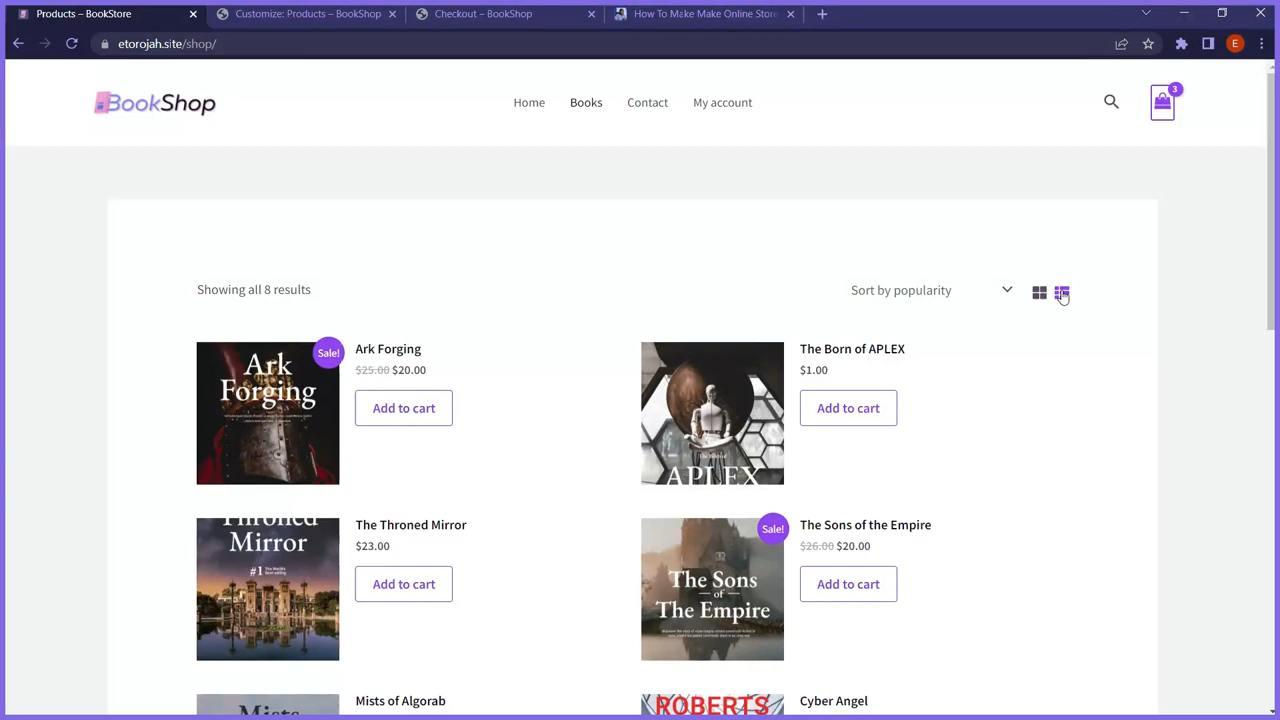 Products – BookStore
Customize: Products – BookShop
Checkout – BookShop
How To Make Make Online Store
etorojah.site/shop/
E
BookShop
Home
Books
Contact
My account
3
Showing all 8 results
Sort by popularity
Ark Forging
Sale!
Ark Forging
$25.00 $20.00
Add to cart
APLEX
The Born of APLEX
$1.00
Add to cart
Throned
Mirror
#1
The Throned Mirror
$23.00
Add to cart
The Sons
of
The Empire
Sale!
The Sons of the Empire
$26.00 $20.00
Add to cart
Mists
Mists of Algorab
ROBERTS
Cyber Angel